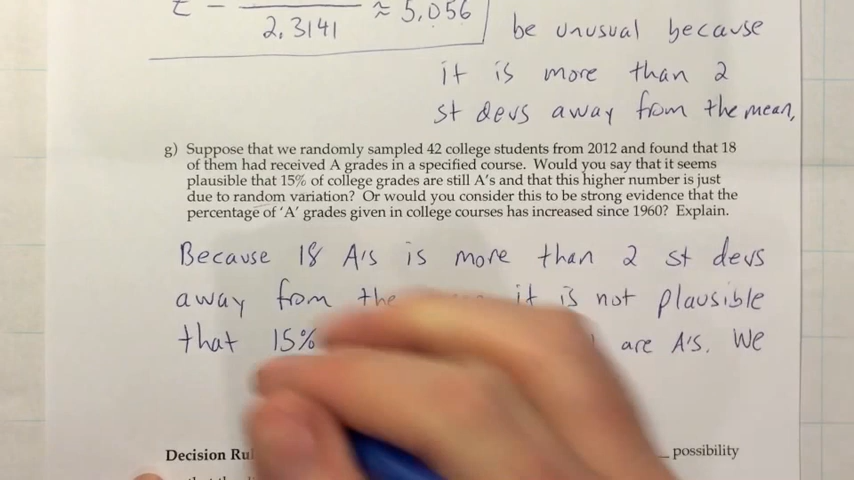 z = 
2.3141 ≈ 5.056
be unusual because
it is more than 2
st devs away from the mean,
g) Suppose that we randomly sampled 42 college students from 2012 and found that 18
of them had received A grades in a specified course. Would you say that it seems
plausible that 15% of college grades are still A's and that this higher number is just
due to random variation? Or would you consider this to be strong evidence that the
percentage of 'A' grades given in college courses has increased since 1960? Explain.
Because 18 A's is more than 2 st devs
away from the it is not plausible
that 15% are A's. We
Decision possibility